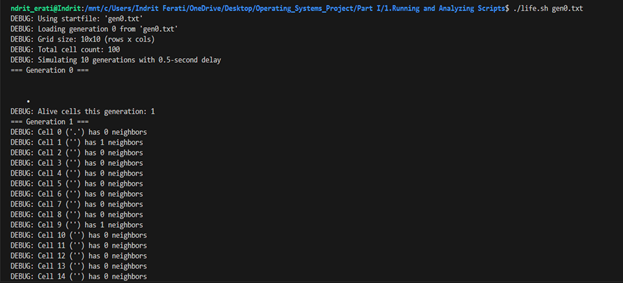 ndrit_erati@Indrit:/mnt/c/Users/Indrit Ferati/OneDrive/Desktop/Operating_Systems_Project/Part I/1.Running and Analyzing Scripts$ ./life.sh gen0.txt
DEBUG: Using startfile: 'gen0.txt'
DEBUG: Loading generation 0 from 'gen0.txt'
DEBUG: Grid size: 10x10 (rows x cols)
DEBUG: Total cell count: 100
DEBUG: Simulating 10 generations with 0.5-second delay
=== Generation 0 ===
.
DEBUG: Alive cells this generation: 1
=== Generation 1 ===
DEBUG: Cell 0 ('.') has 0 neighbors
DEBUG: Cell 1 ('') has 1 neighbors
DEBUG: Cell 2 ('') has 0 neighbors
DEBUG: Cell 3 ('') has 0 neighbors
DEBUG: Cell 4 ('') has 0 neighbors
DEBUG: Cell 5 ('') has 0 neighbors
DEBUG: Cell 6 ('') has 0 neighbors
DEBUG: Cell 7 ('') has 0 neighbors
DEBUG: Cell 8 ('') has 0 neighbors
DEBUG: Cell 9 ('') has 1 neighbors
DEBUG: Cell 10 ('') has 0 neighbors
DEBUG: Cell 11 ('') has 0 neighbors
DEBUG: Cell 12 ('') has 0 neighbors
DEBUG: Cell 13 ('') has 0 neighbors
DEBUG: Cell 14 ('') has 0 neighbors